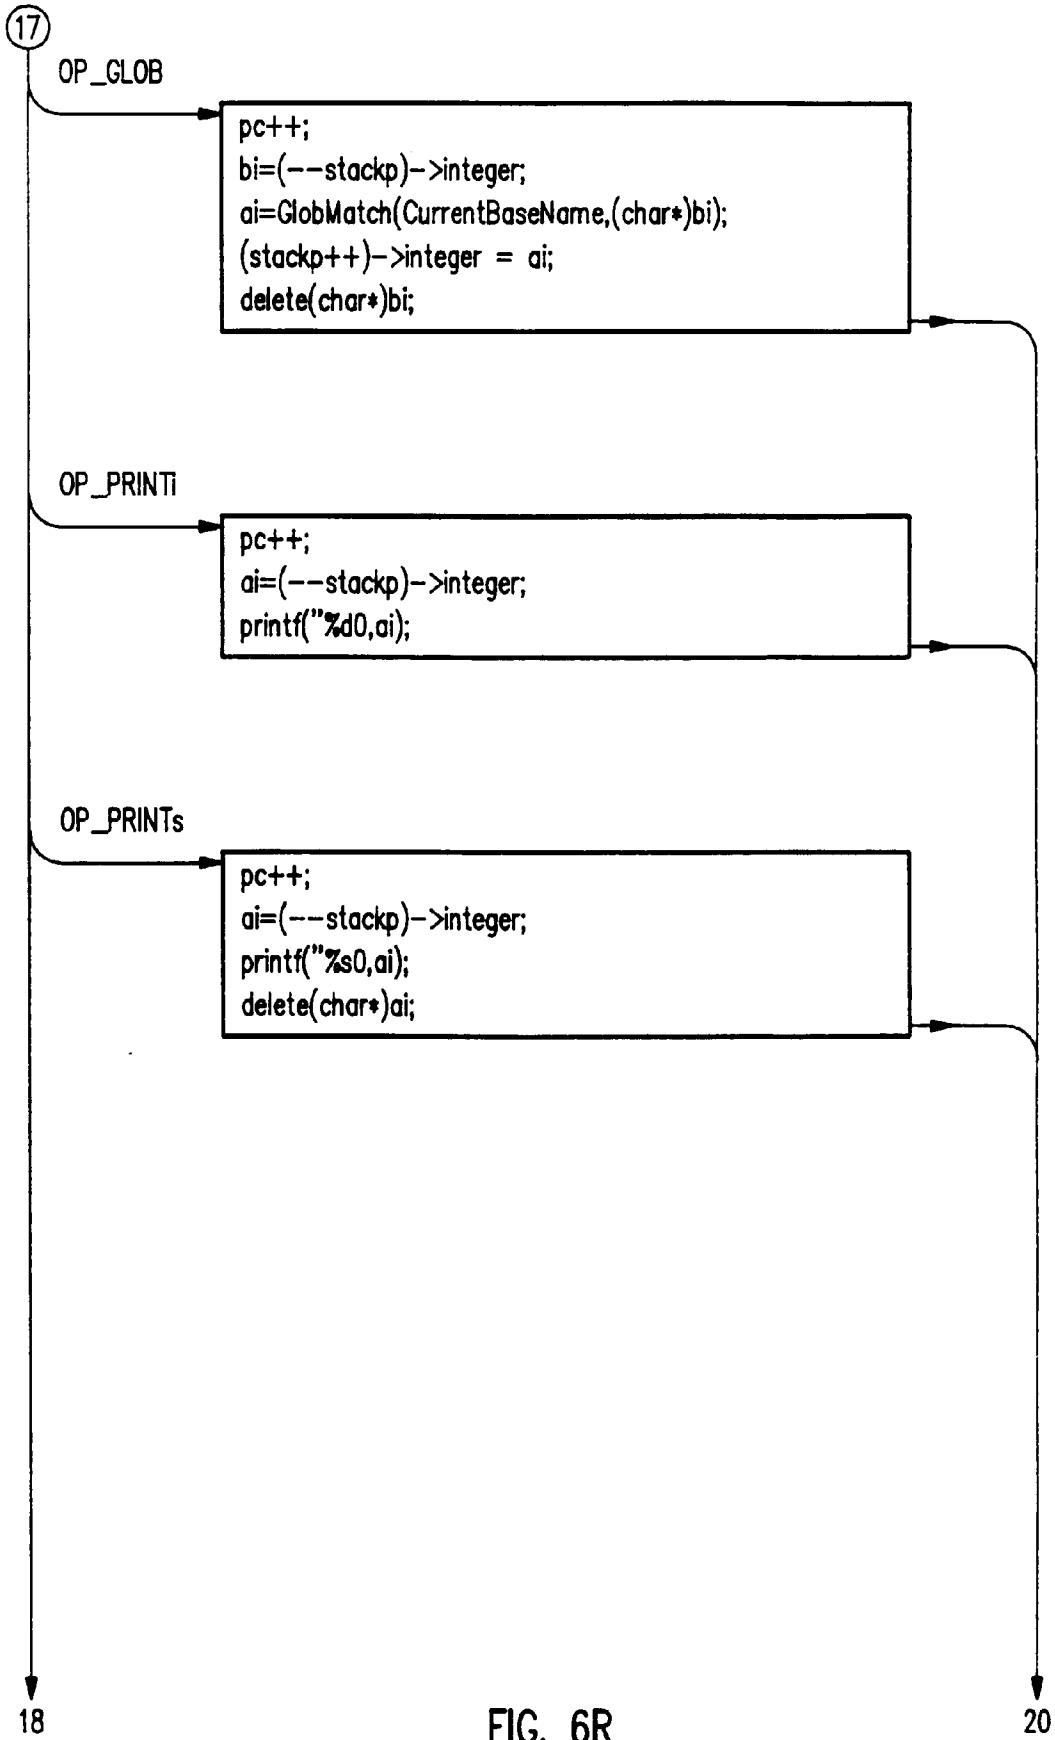 17
OP_GLOB
pc++;
bi=(--stackp)->integer;
ai=GlobMatch(CurrentBaseName,(char*)bi);
(stackp++)->integer = ai;
delete(char*)bi;
OP_PRINTi
pc++;
ai=(--stackp)->integer;
printf("%d0,ai);
OP_PRINTs
pc++;
ai=(--stackp)->integer;
printf("%s0,ai);
delete(char*)ai;
18
FIG. 6R
20